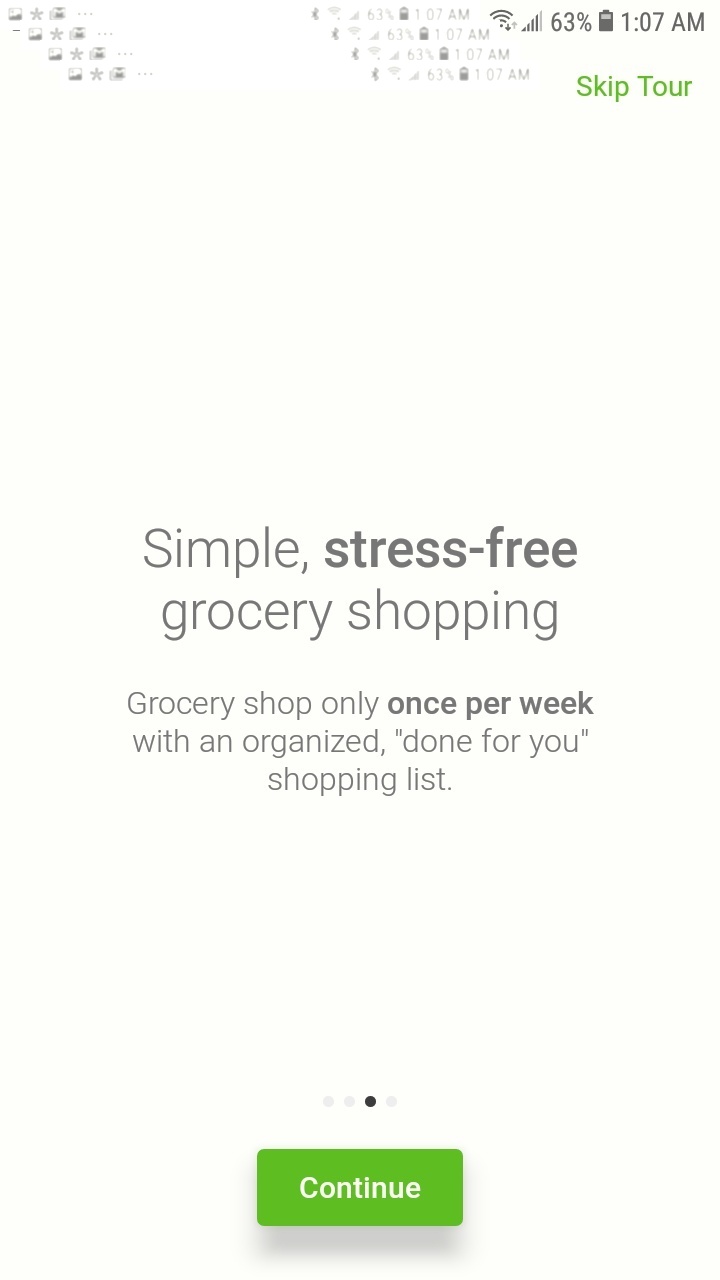 63% 1:07 AM
63% 1:07 AM
63% 1:07 AM
63% 1:07 AM
63% 1:07 AM
Skip Tour
Simple, stress-free
grocery shopping
Grocery shop only once per week
with an organized, "done for you"
shopping list.
Continue